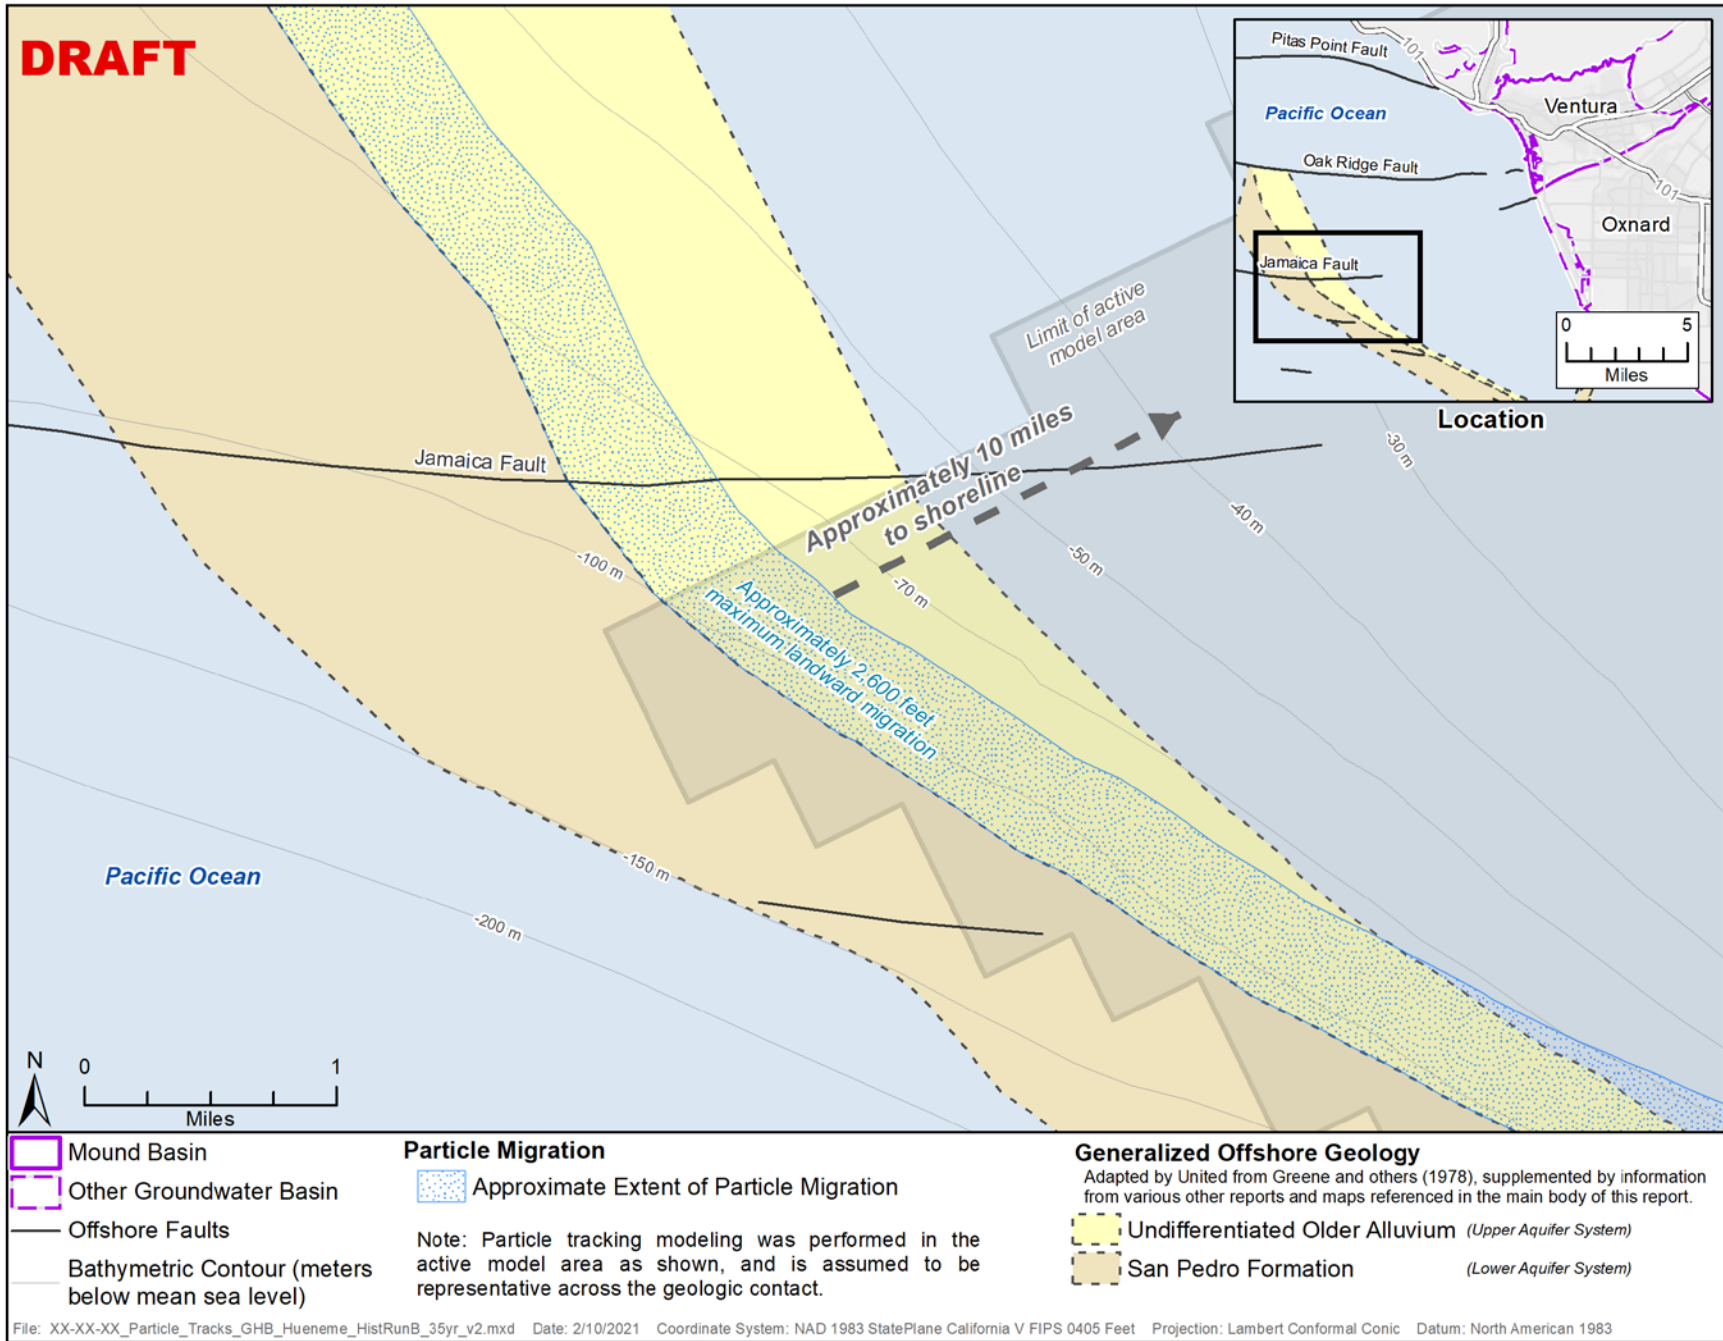 DRAFT
Pitas Point Fault
101
Pacific Ocean
Ventura
Oak Ridge Fault
101
Oxnard
Jamaica Fault
0 5
Miles
Location
Limit of active
model area
Approximately 10 miles
to shoreline
Jamaica Fault
-30 m
-40 m
-50 m
-70 m
-100 m
Approximately 2,600 feet
maximum landward migration
-150 m
-200 m
Pacific Ocean
N
0 1
Miles
Mound Basin
Other Groundwater Basin
Offshore Faults
Bathymetric Contour (meters
below mean sea level)
Particle Migration
Approximate Extent of Particle Migration
Note: Particle tracking modeling was performed in the
active model area as shown, and is assumed to be
representative across the geologic contact.
Generalized Offshore Geology
Adapted by United from Greene and others (1978), supplemented by information
from various other reports and maps referenced in the main body of this report.
Undifferentiated Older Alluvium (Upper Aquifer System)
San Pedro Formation (Lower Aquifer System)
File: XX-XX-XX_Particle_Tracks_GHB_Hueneme_HistRunB_35yr_v2.mxd Date: 2/10/2021 Coordinate System: NAD 1983 StatePlane California V FIPS 0405 Feet Projection: Lambert Conformal Conic Datum: North American 1983